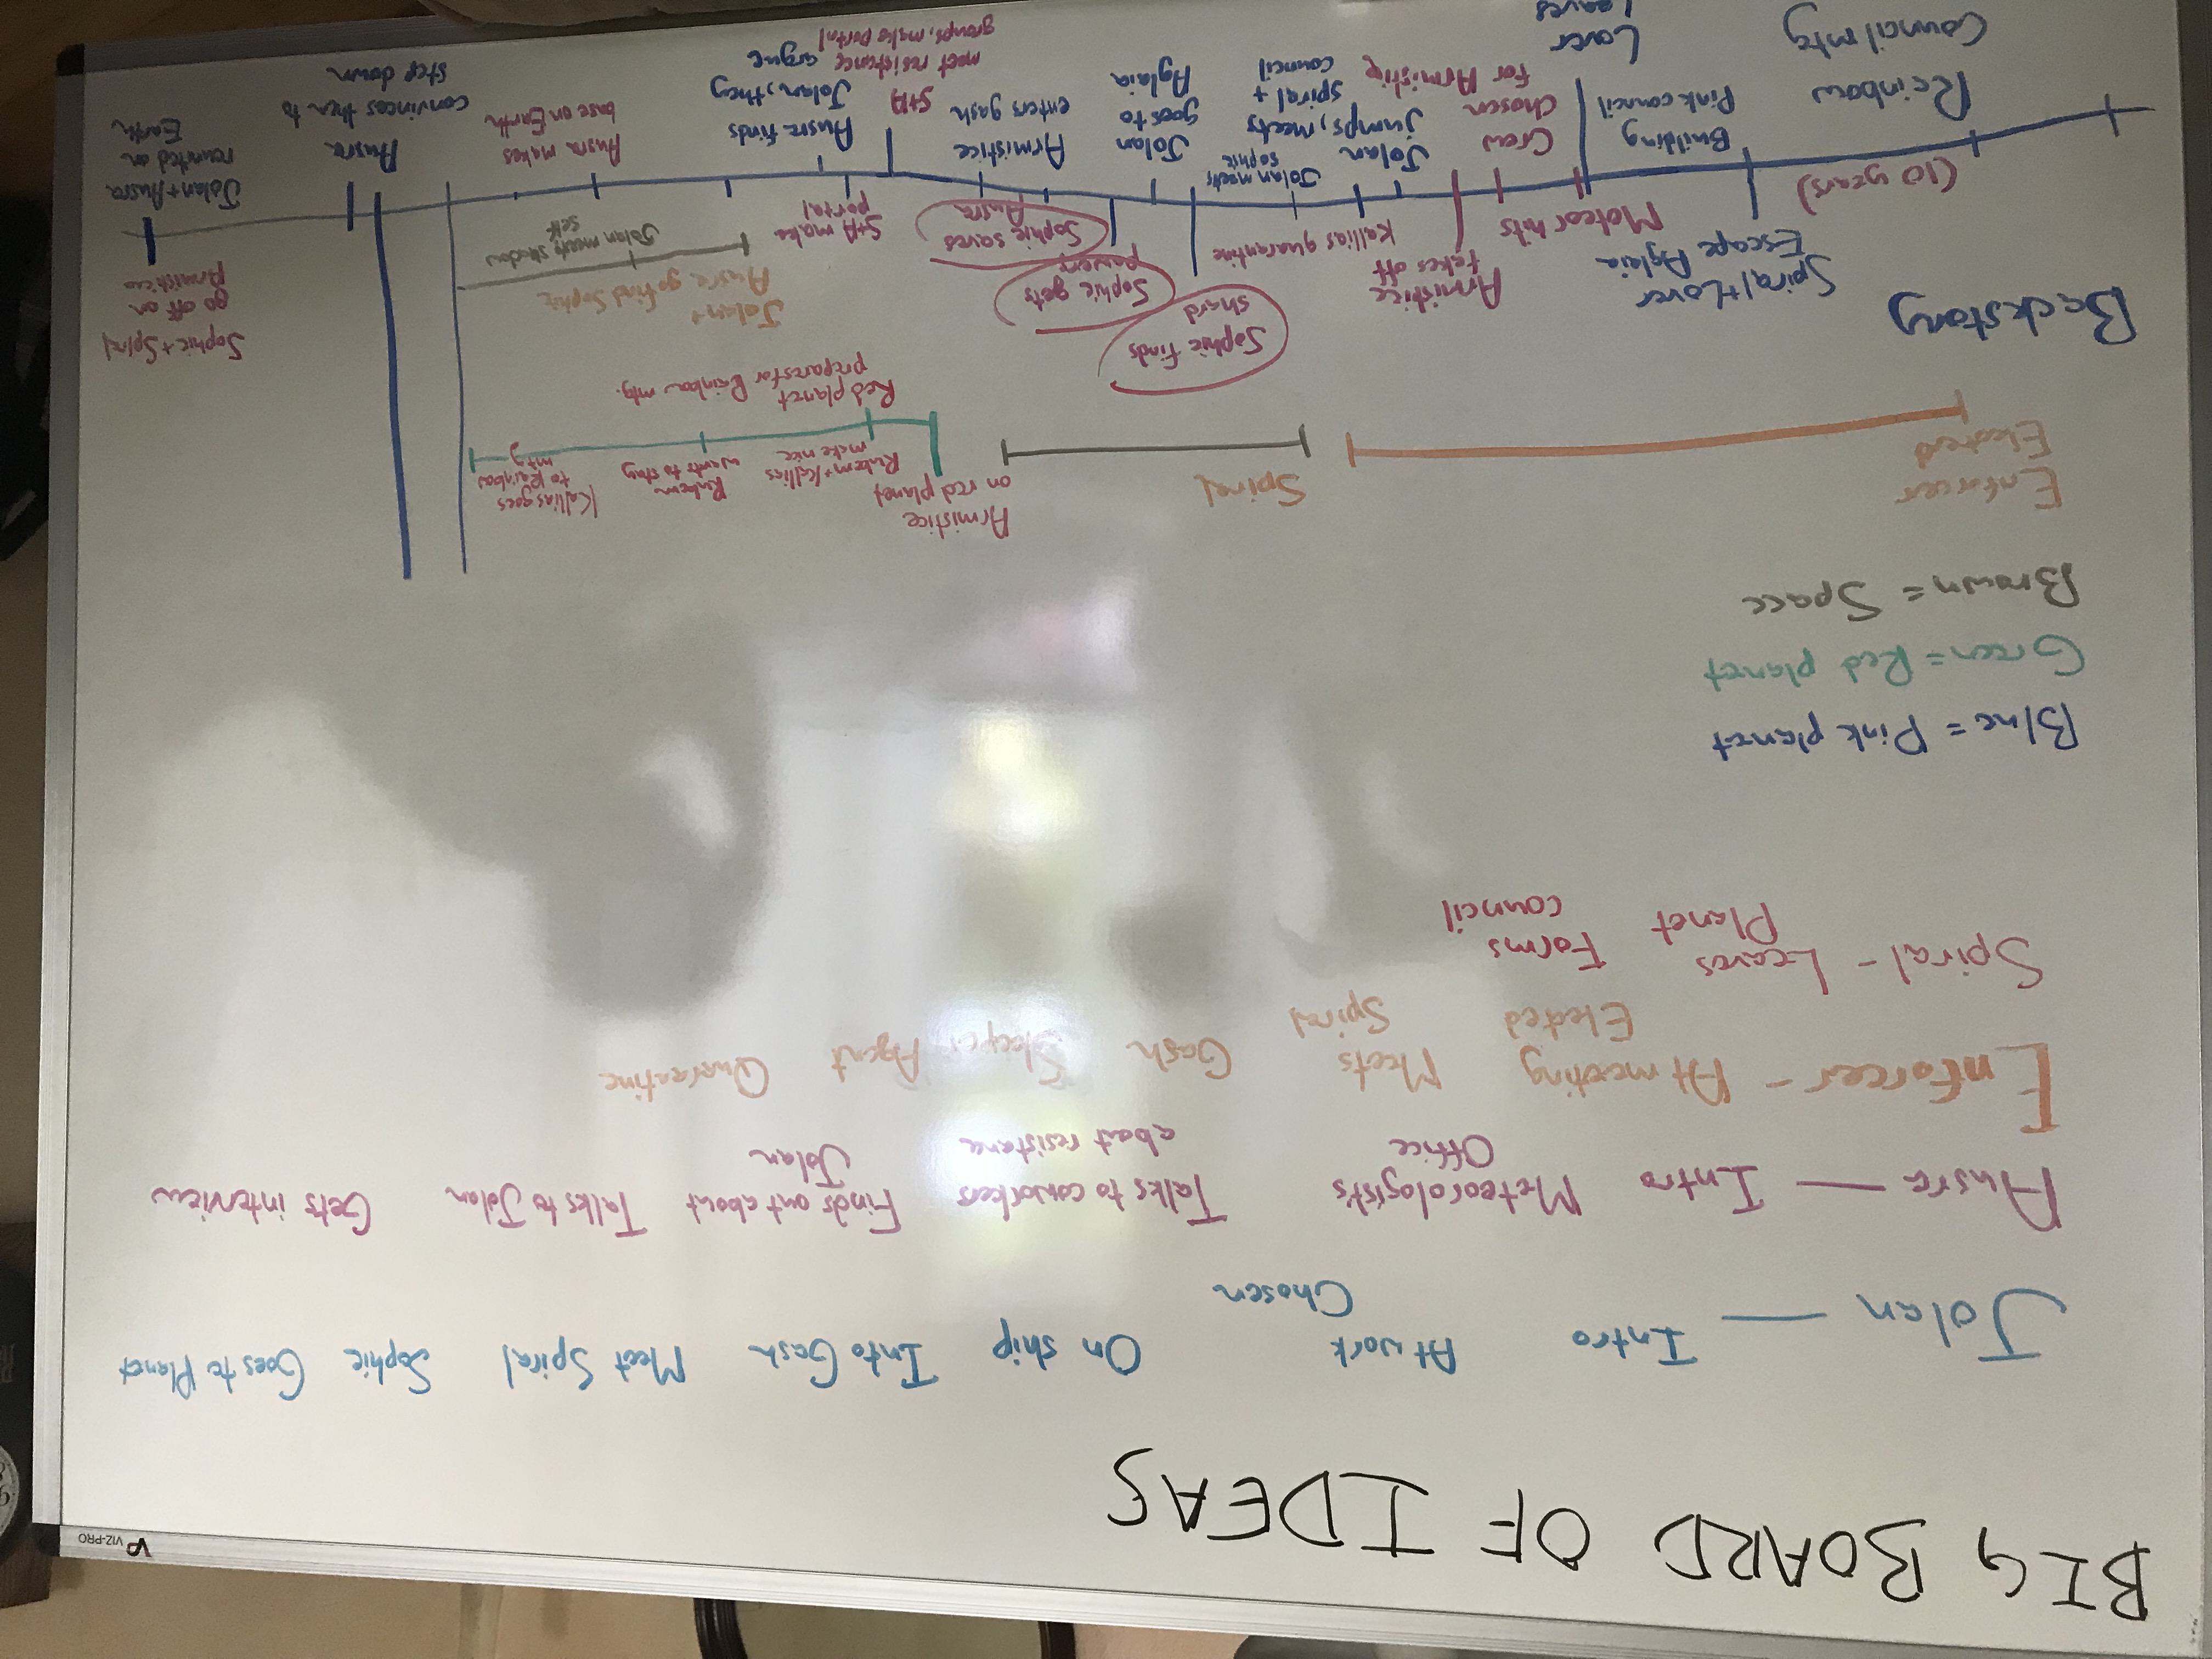 BIG BOARD OF IDEAS
VP VIZ-PRO
Jolan — Intro At work On ship Into Gash Meet Spiral Sophie Goes to Planet
Chosen
Ausra — Intro Meteorologist's Talks to coworkers Finds out about Talks to Jolan Gets interview
Office about resistance Jolan
Enforcer - At meeting Meets Gash Sleeper Agent Quarantine
Elected Spiral
Spiral - Leaves Forms
Planet council
Blue = Pink planet
Green = Red planet
Brown = Space
Enforcer
Elected
Spiral
Armistice
on red planet
Rubem + Kallias
make nice
Rubem
wants to stay
Kallias goes
to Rainbow
mtg
Red planet
prepares for Rainbow mtg.
Backstory
(10 years)
Spiral + Lover
Escape Aglaia
Meteor hits
Armistice
takes off
Kallias quarantine
Sophie finds
shard
Sophie gets
powers
Sophie saves
Ausra
S+A make
portal
Jolan +
Ausra go find Sophie
Jolan meets shadow
self
Sophie + Spiral
go off on
Armistice
Rainbow
Council mtg
Building
Pink council
Lover
Leaves
Crew
chosen
for Armistice
Jolan
jumps, meets
spiral +
council
Jolan meets
sophie
Jolan
goes to
Aglaia
Armistice
enters gash
S+A
meet resistance
groups, make portal
Ausra finds
Jolan, they
argue
Ausra makes
base on Earth
Ausra
convinces them to
step down
Jolan + Ausra
reunited on
Earth